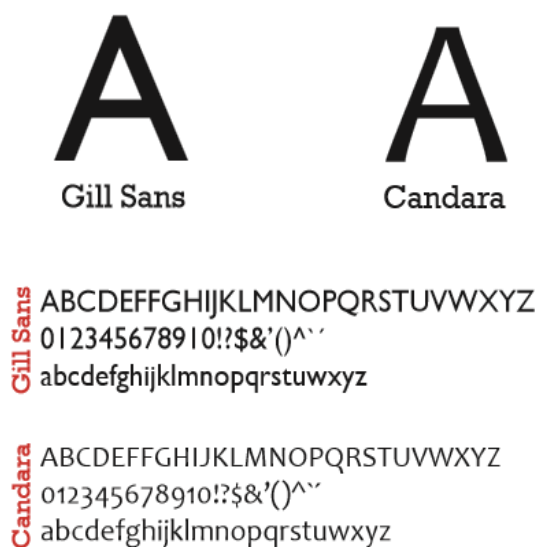 A A
Gill Sans Candara
Gill Sans
ABCDEFFGHIJKLMNOPQRSTUVWXYZ
012345678910!?$&'()^`´
abcdefghijklmnopqrstuwxyz
Candara
ABCDEFFGHIJKLMNOPQRSTUVWXYZ
012345678910!?$&'()^`´
abcdefghijklmnopqrstuwxyz